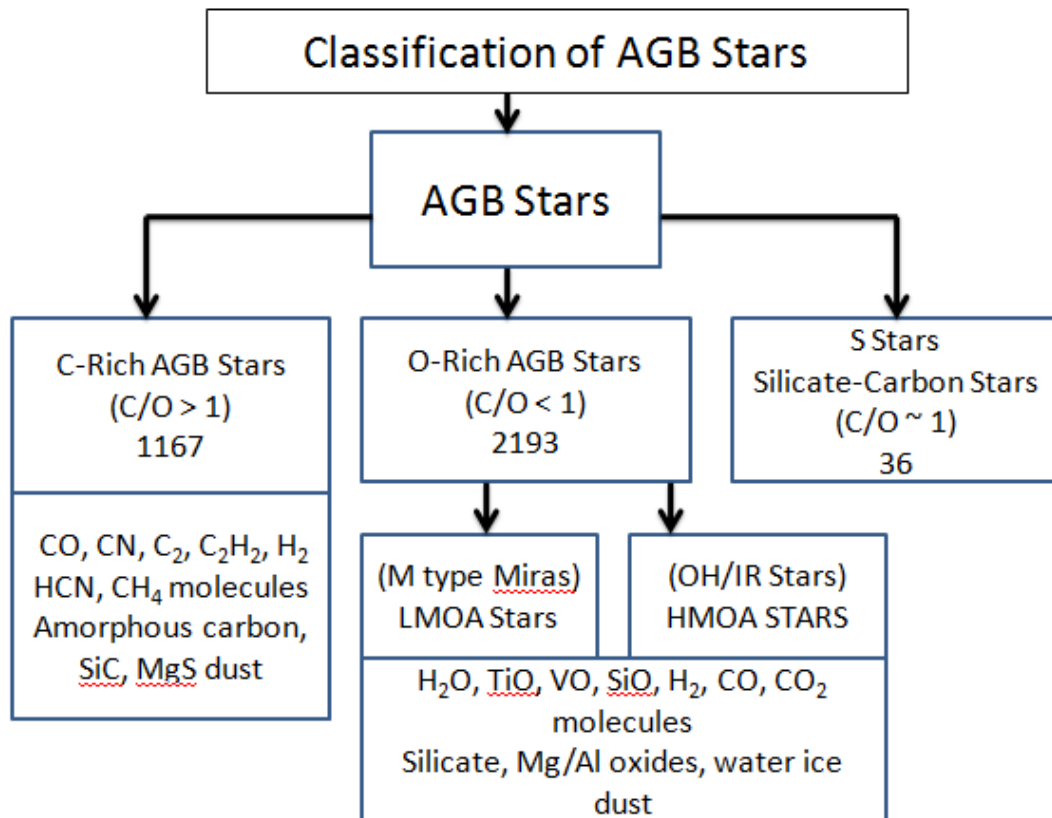 Classification of AGB Stars
AGB Stars
C-Rich AGB Stars
(C/O > 1)
1167
CO, CN, C₂, C₂H₂, H₂
HCN, CH₄ molecules
Amorphous carbon,
SiC, MgS dust
O-Rich AGB Stars
(C/O < 1)
2193
(M type Miras)
LMOA Stars
(OH/IR Stars)
HMOA STARS
H₂O, TiO, VO, SiO, H₂, CO, CO₂
molecules
Silicate, Mg/Al oxides, water ice
dust
S Stars
Silicate-Carbon Stars
(C/O ~ 1)
36